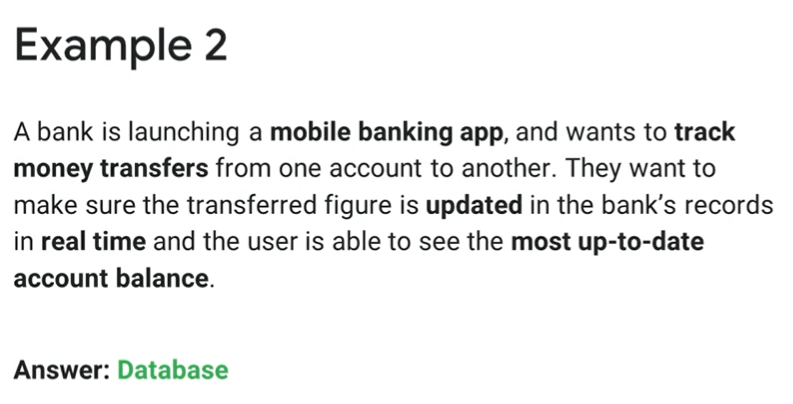 Example 2
A bank is launching a mobile banking app, and wants to track
money transfers from one account to another. They want to
make sure the transferred figure is updated in the bank’s records
in real time and the user is able to see the most up-to-date
account balance.
Answer: Database